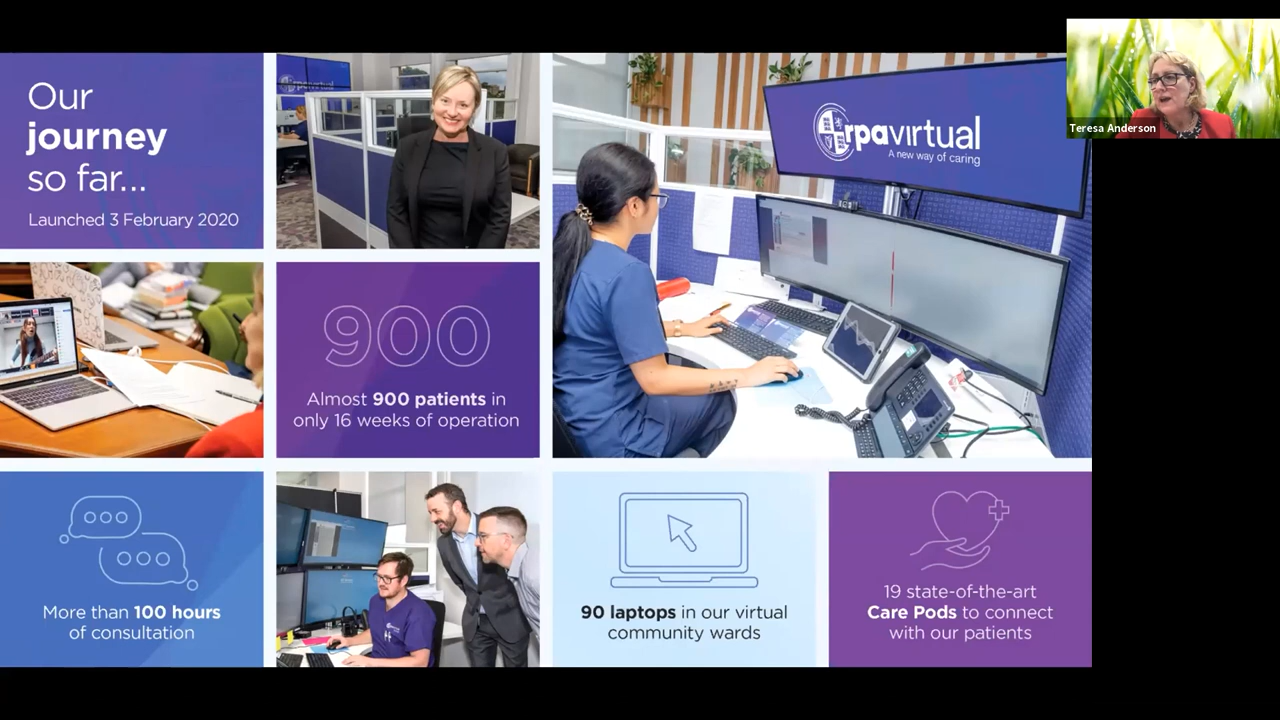 Our
journey
so far...
Launched 3 February 2020
rpavirtual
rpavirtual
A new way of caring
Teresa Anderson
900
Almost 900 patients in
only 16 weeks of operation
More than 100 hours
of consultation
90 laptops in our virtual
community wards
19 state-of-the-art
Care Pods to connect
with our patients